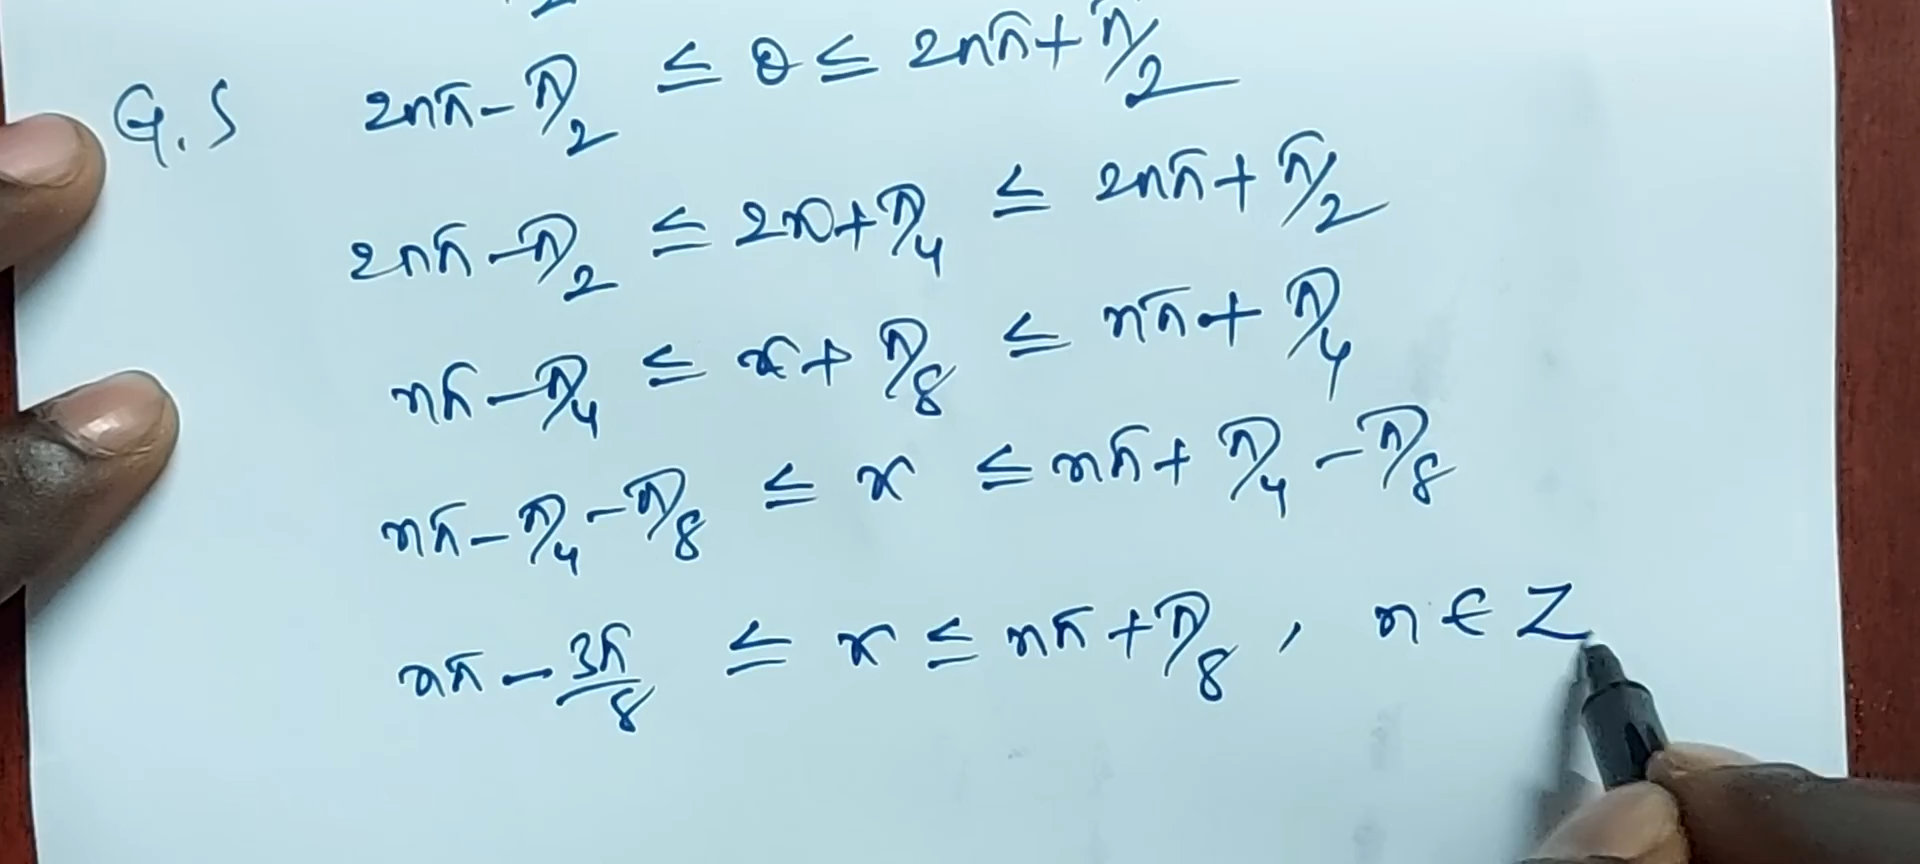 G.S 2nπ - π/2 ≤ θ ≤ 2nπ + π/2
2nπ - π/2 ≤ 2x + π/4 ≤ 2nπ + π/2
nπ - π/4 ≤ x + π/8 ≤ nπ + π/4
nπ - π/4 - π/8 ≤ x ≤ nπ + π/4 - π/8
nπ - 3π/8 ≤ x ≤ nπ + π/8 , n ∈ Z